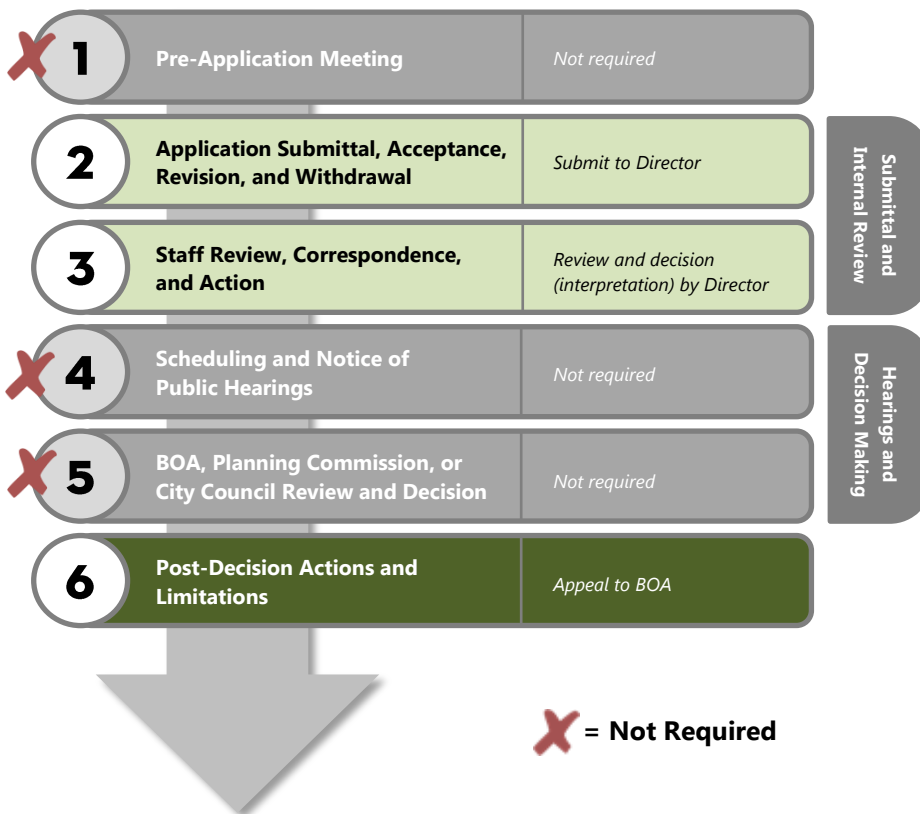 1
Pre-Application Meeting
Not required
2
Application Submittal, Acceptance,
Revision, and Withdrawal
Submit to Director
3
Staff Review, Correspondence,
and Action
Review and decision
(interpretation) by Director
Submittal and
Internal Review
4
Scheduling and Notice of
Public Hearings
Not required
5
BOA, Planning Commission, or
City Council Review and Decision
Not required
Hearings and
Decision Making
6
Post-Decision Actions and
Limitations
Appeal to BOA
= Not Required